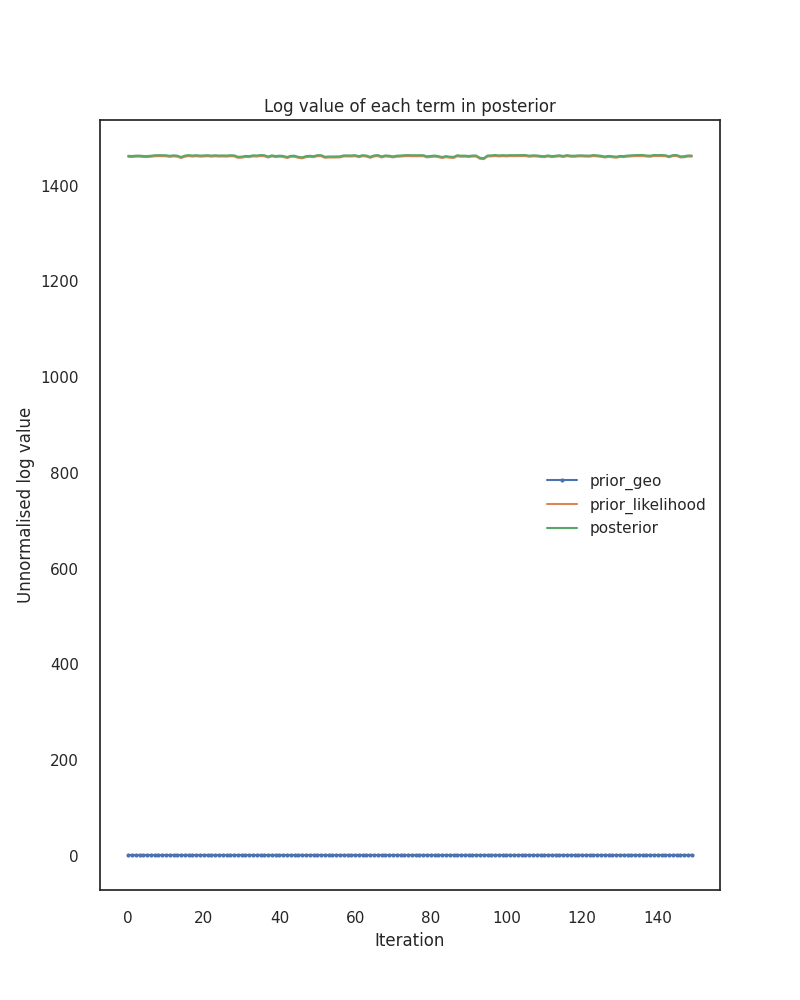 Log value of each term in posterior
1400
1200
1000
800
600
400
200
0
Unnormalised log value
prior_geo
prior_likelihood
posterior
0 20 40 60 80 100 120 140
Iteration